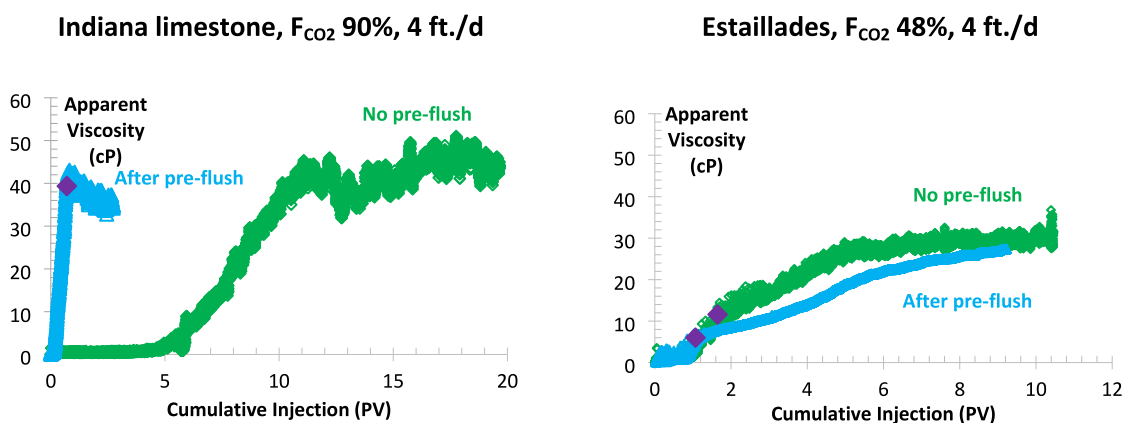 Indiana limestone, FCO2 90%, 4 ft./d
60
50
40
30
20
10
0
Apparent
Viscosity
(cP)
No pre-flush
After pre-flush
0
5
10
15
20
Cumulative Injection (PV)
Estaillades, FCO2 48%, 4 ft./d
60
50
40
30
20
10
0
Apparent
Viscosity
(cP)
No pre-flush
After pre-flush
0
2
4
6
8
10
12
Cumulative Injection (PV)